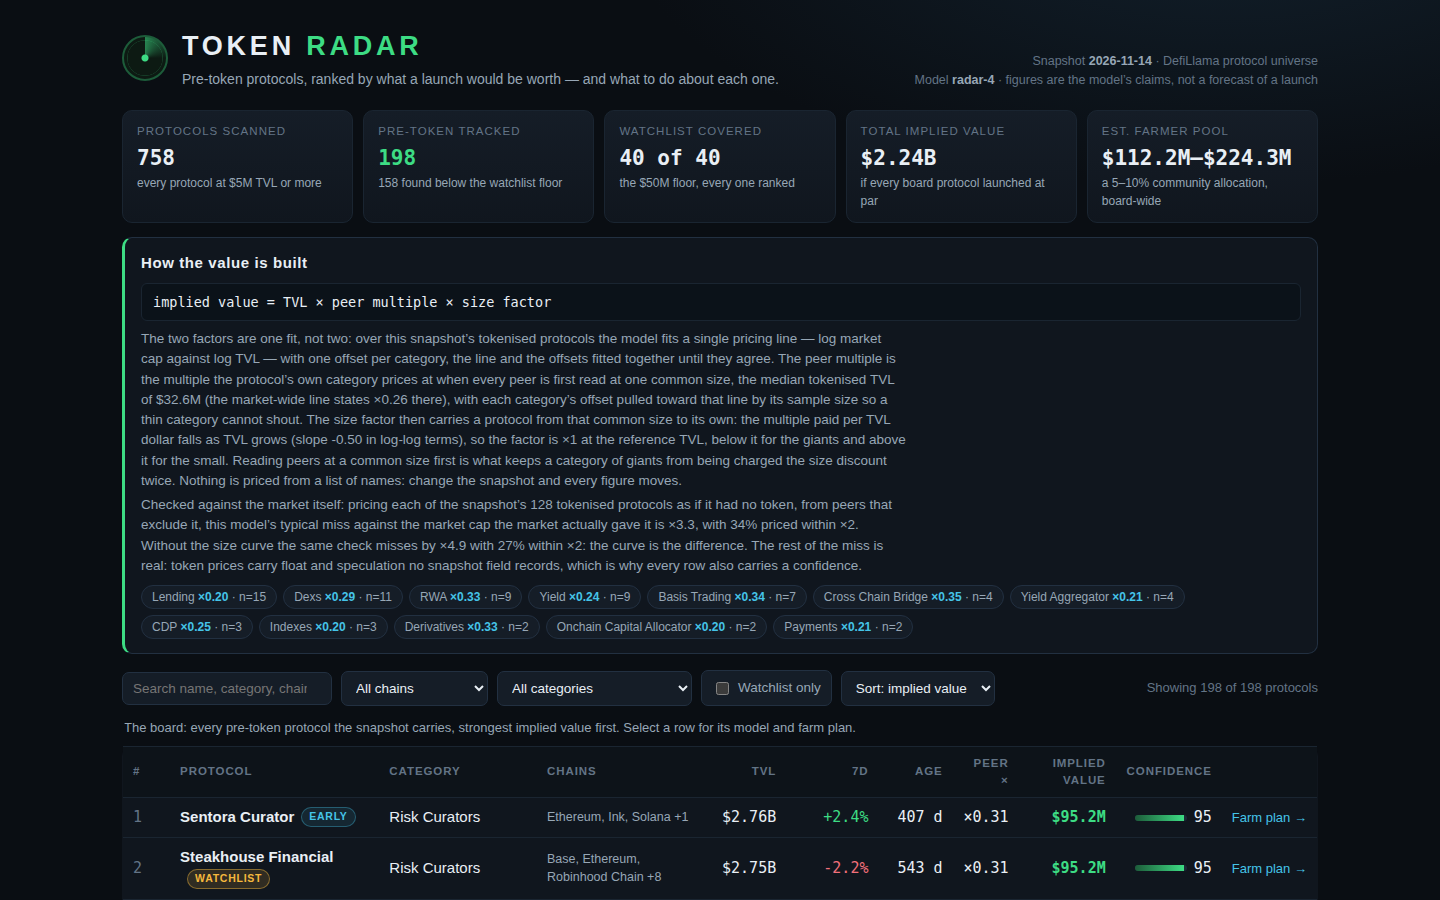 TOKEN RADAR
Pre-token protocols, ranked by what a launch would be worth — and what to do about each one.
Snapshot 2026-11-14 · DefiLlama protocol universe
Model radar-4 · figures are the model's claims, not a forecast of a launch
PROTOCOLS SCANNED
758
every protocol at $5M TVL or more
PRE-TOKEN TRACKED
198
158 found below the watchlist floor
WATCHLIST COVERED
40 of 40
the $50M floor, every one ranked
TOTAL IMPLIED VALUE
$2.24B
if every board protocol launched at
par
EST. FARMER POOL
$112.2M–$224.3M
a 5–10% community allocation,
board-wide
How the value is built
implied value = TVL × peer multiple × size factor
The two factors are one fit, not two: over this snapshot's tokenised protocols the model fits a single pricing line — log market
cap against log TVL — with one offset per category, the line and the offsets fitted together until they agree. The peer multiple is
the multiple the protocol's own category prices at when every peer is first read at one common size, the median tokenised TVL
of $32.6M (the market-wide line states ×0.26 there), with each category's offset pulled toward that line by its sample size so a
thin category cannot shout. The size factor then carries a protocol from that common size to its own: the multiple paid per TVL
dollar falls as TVL grows (slope -0.50 in log-log terms), so the factor is ×1 at the reference TVL, below it for the giants and above
it for the small. Reading peers at a common size first is what keeps a category of giants from being charged the size discount
twice. Nothing is priced from a list of names: change the snapshot and every figure moves.
Checked against the market itself: pricing each of the snapshot's 128 tokenised protocols as if it had no token, from peers that
exclude it, this model's typical miss against the market cap the market actually gave it is ×3.3, with 34% priced within ×2.
Without the size curve the same check misses by ×4.9 with 27% within ×2: the curve is the difference. The rest of the miss is
real: token prices carry float and speculation no snapshot field records, which is why every row also carries a confidence.
Lending ×0.20 · n=15 Dexs ×0.29 · n=11 RWA ×0.33 · n=9 Yield ×0.24 · n=9 Basis Trading ×0.34 · n=7 Cross Chain Bridge ×0.35 · n=4 Yield Aggregator ×0.21 · n=4
CDP ×0.25 · n=3 Indexes ×0.20 · n=3 Derivatives ×0.33 · n=2 Onchain Capital Allocator ×0.20 · n=2 Payments ×0.21 · n=2
Search name, category, chain All chains All categories Watchlist only Sort: implied value Showing 198 of 198 protocols
The board: every pre-token protocol the snapshot carries, strongest implied value first. Select a row for its model and farm plan.
# PROTOCOL CATEGORY CHAINS TVL 7D AGE PEER × IMPLIED VALUE CONFIDENCE
1 Sentora Curator EARLY Risk Curators Ethereum, Ink, Solana +1 $2.76B +2.4% 407 d ×0.31 $95.2M 95 Farm plan →
2 Steakhouse Financial WATCHLIST Risk Curators Base, Ethereum, Robinhood Chain +8 $2.75B -2.2% 543 d ×0.31 $95.2M 95 Farm plan →